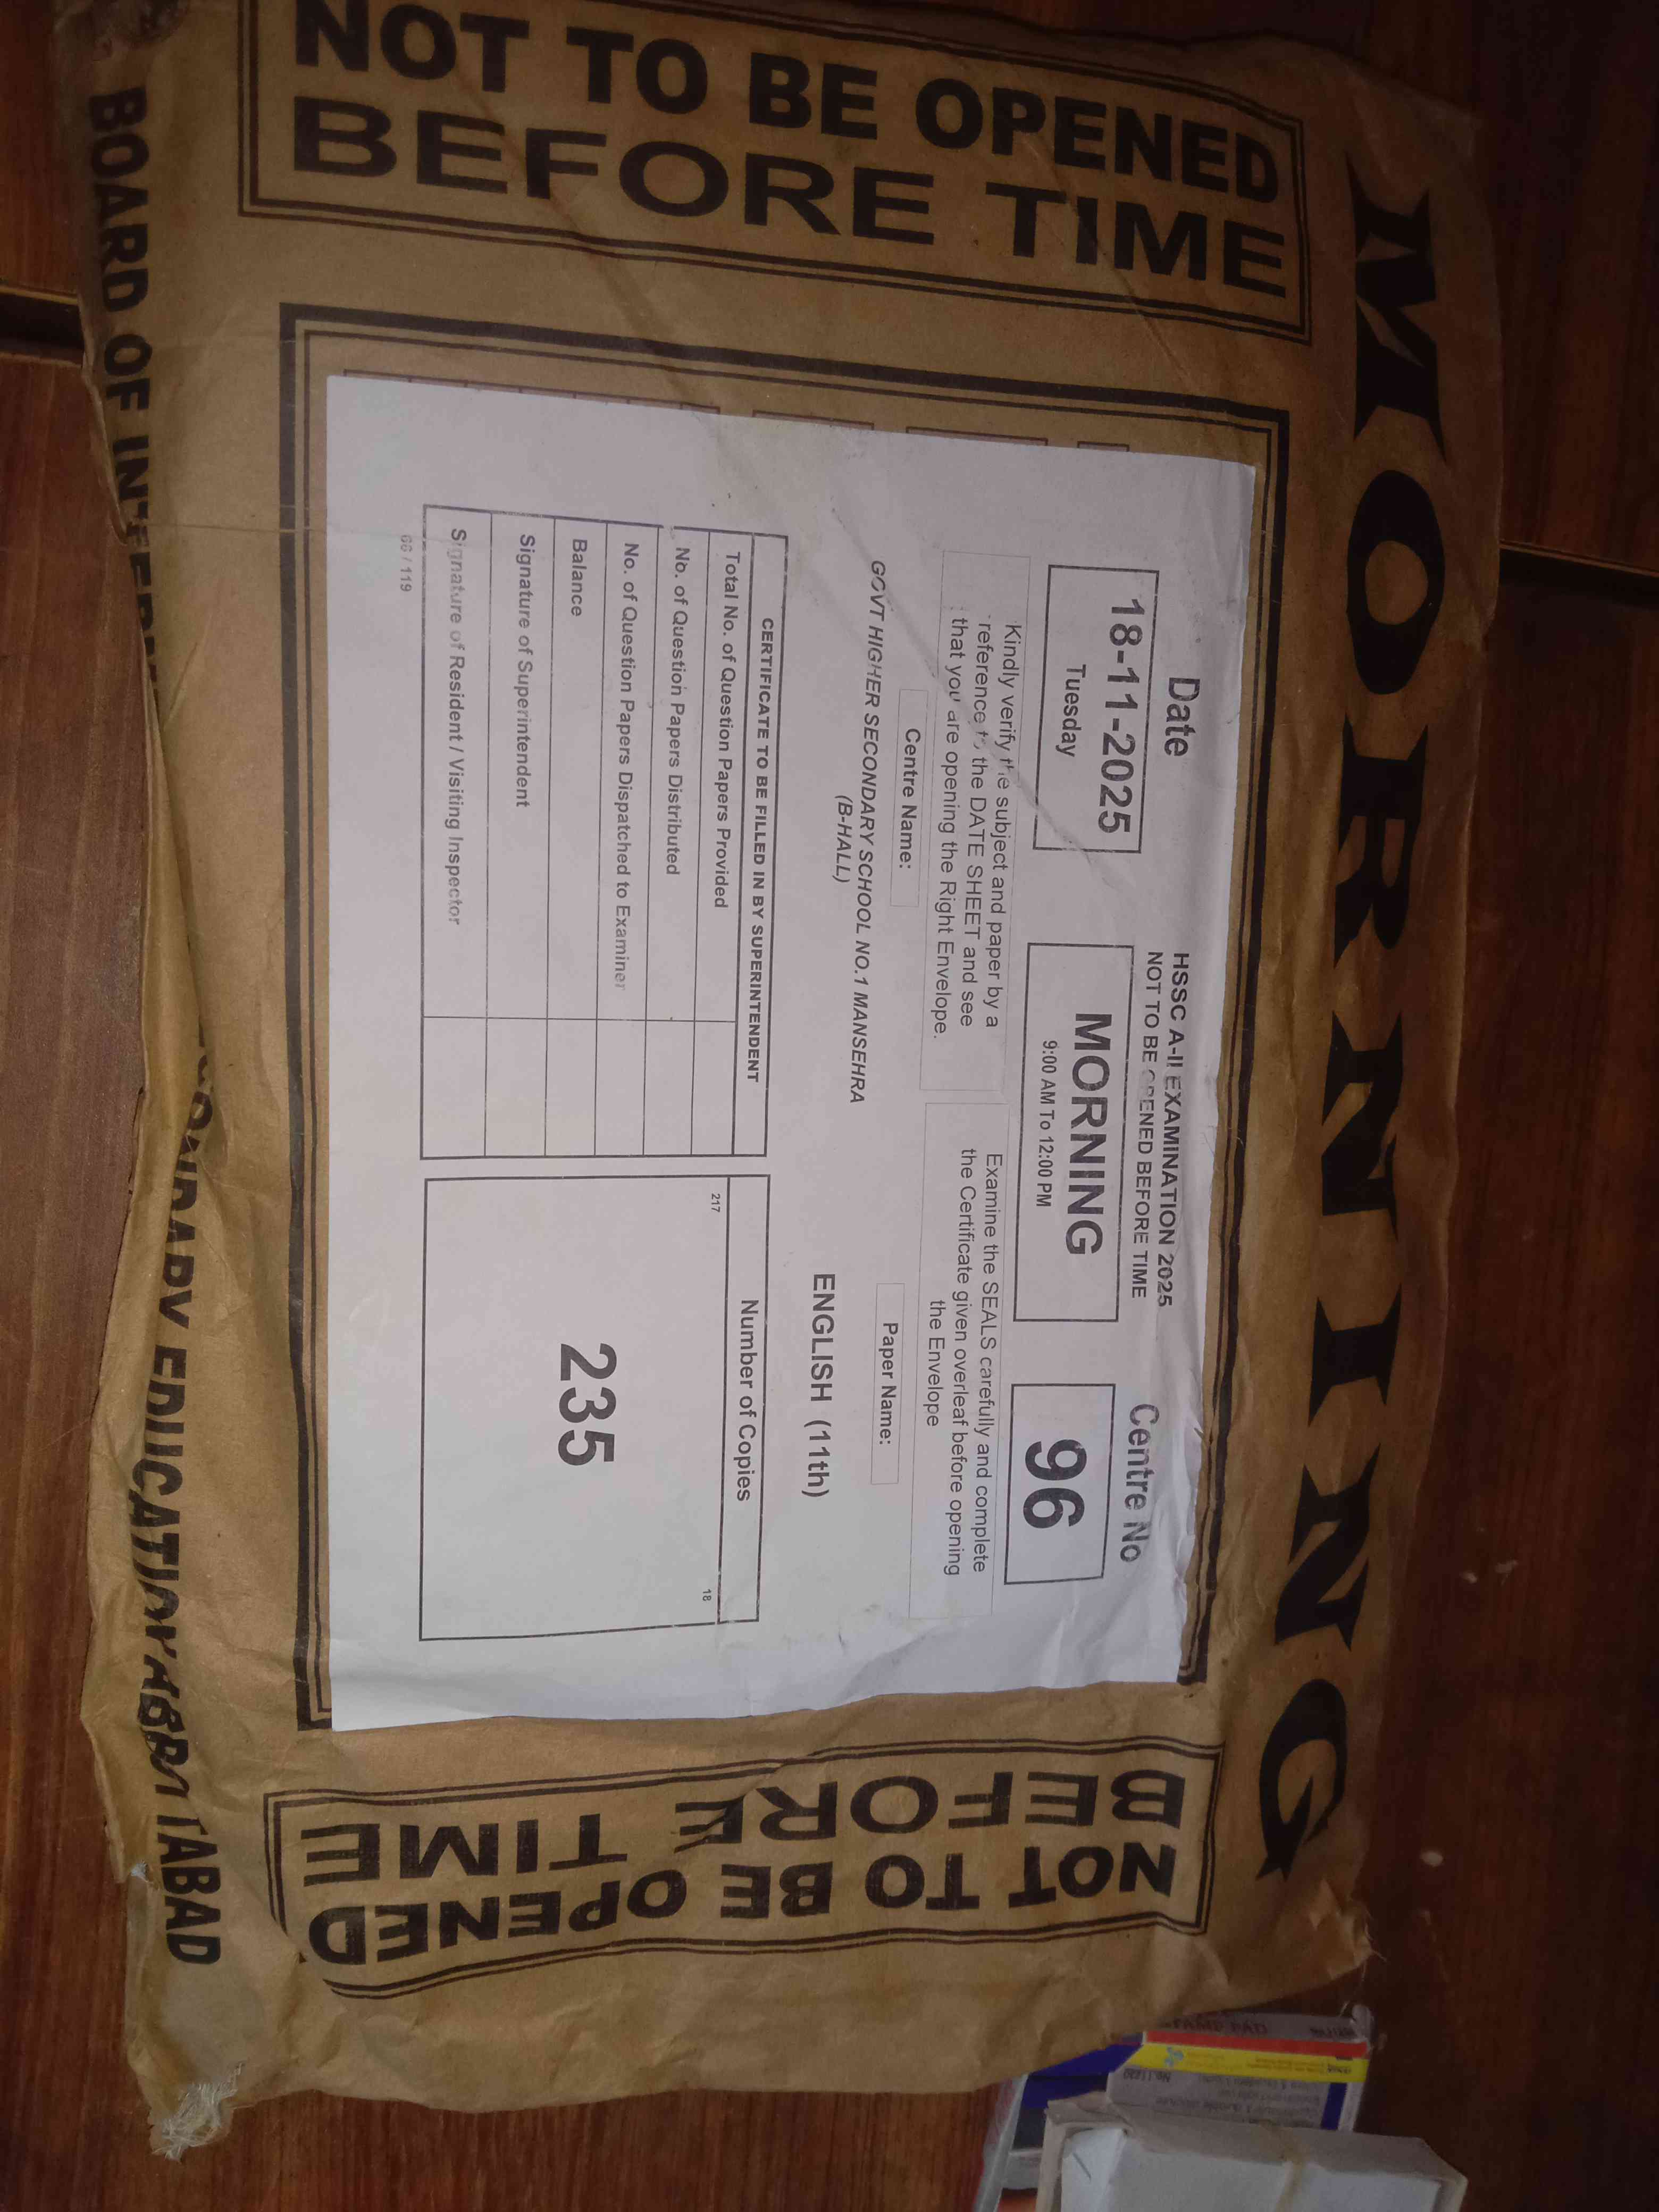 MORNING
NOT TO BE OPENED
BEFORE TIME
HSSC A-II EXAMINATION 2025
NOT TO BE OPENED BEFORE TIME
Date
18-11-2025
Tuesday
MORNING
9:00 AM To 12:00 PM
Centre No
96
Kindly verify the subject and paper by a
reference to the DATE SHEET and see
that you are opening the Right Envelope.
Examine the SEALS carefully and complete
the Certificate given overleaf before opening
the Envelope
Centre Name:
GOVT HIGHER SECONDARY SCHOOL NO.1 MANSEHRA
(B-HALL)
Paper Name:
ENGLISH (11th)
CERTIFICATE TO BE FILLED IN BY SUPERINTENDENT
Total No. of Question Papers Provided
No. of Question Papers Distributed
No. of Question Papers Dispatched to Examiner
Balance
Signature of Superintendent
Signature of Resident / Visiting Inspector
66 / 119
Number of Copies
217
18
235
NOT TO BE OPENED
BEFORE TIME
BOARD OF EDUCATION